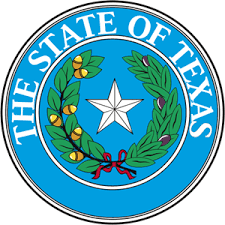 THE STATE OF TEXAS